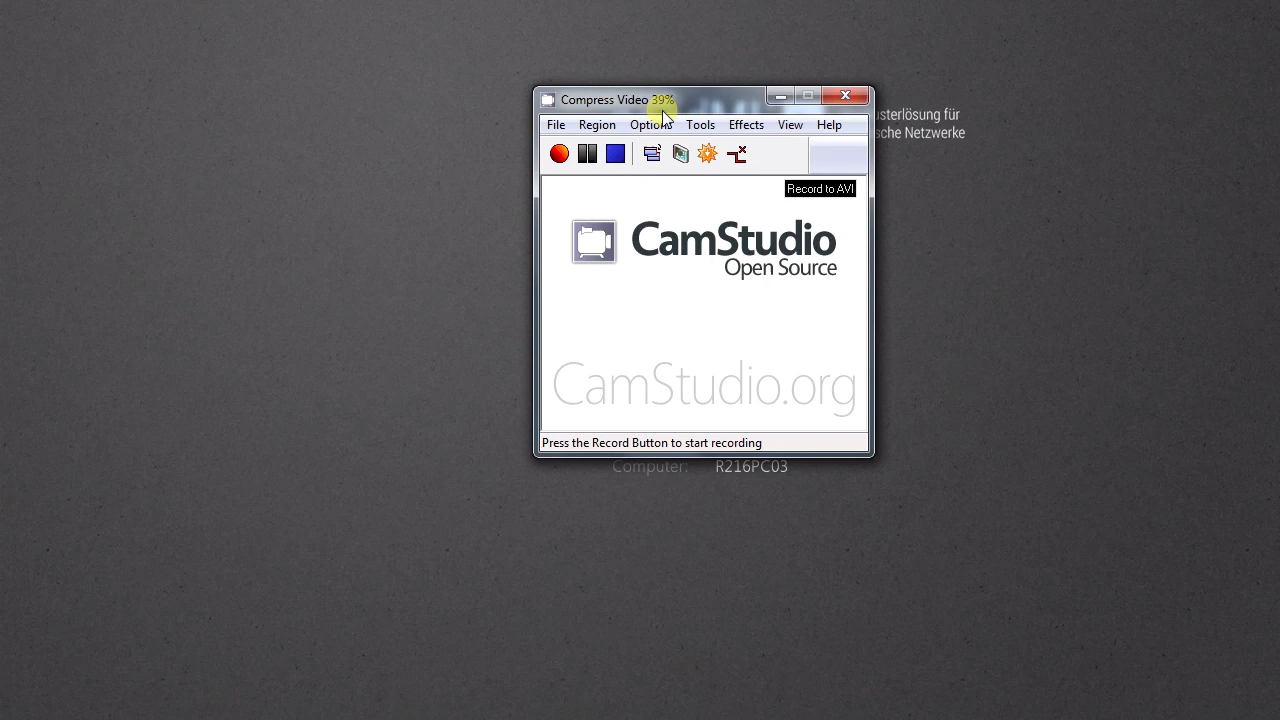 Compress Video 39%
usterlösung für
sche Netzwerke
File Region Options Tools Effects View Help
Record to AVI
CamStudio
Open Source
CamStudio.org
Press the Record Button to start recording
Computer: R216PC03